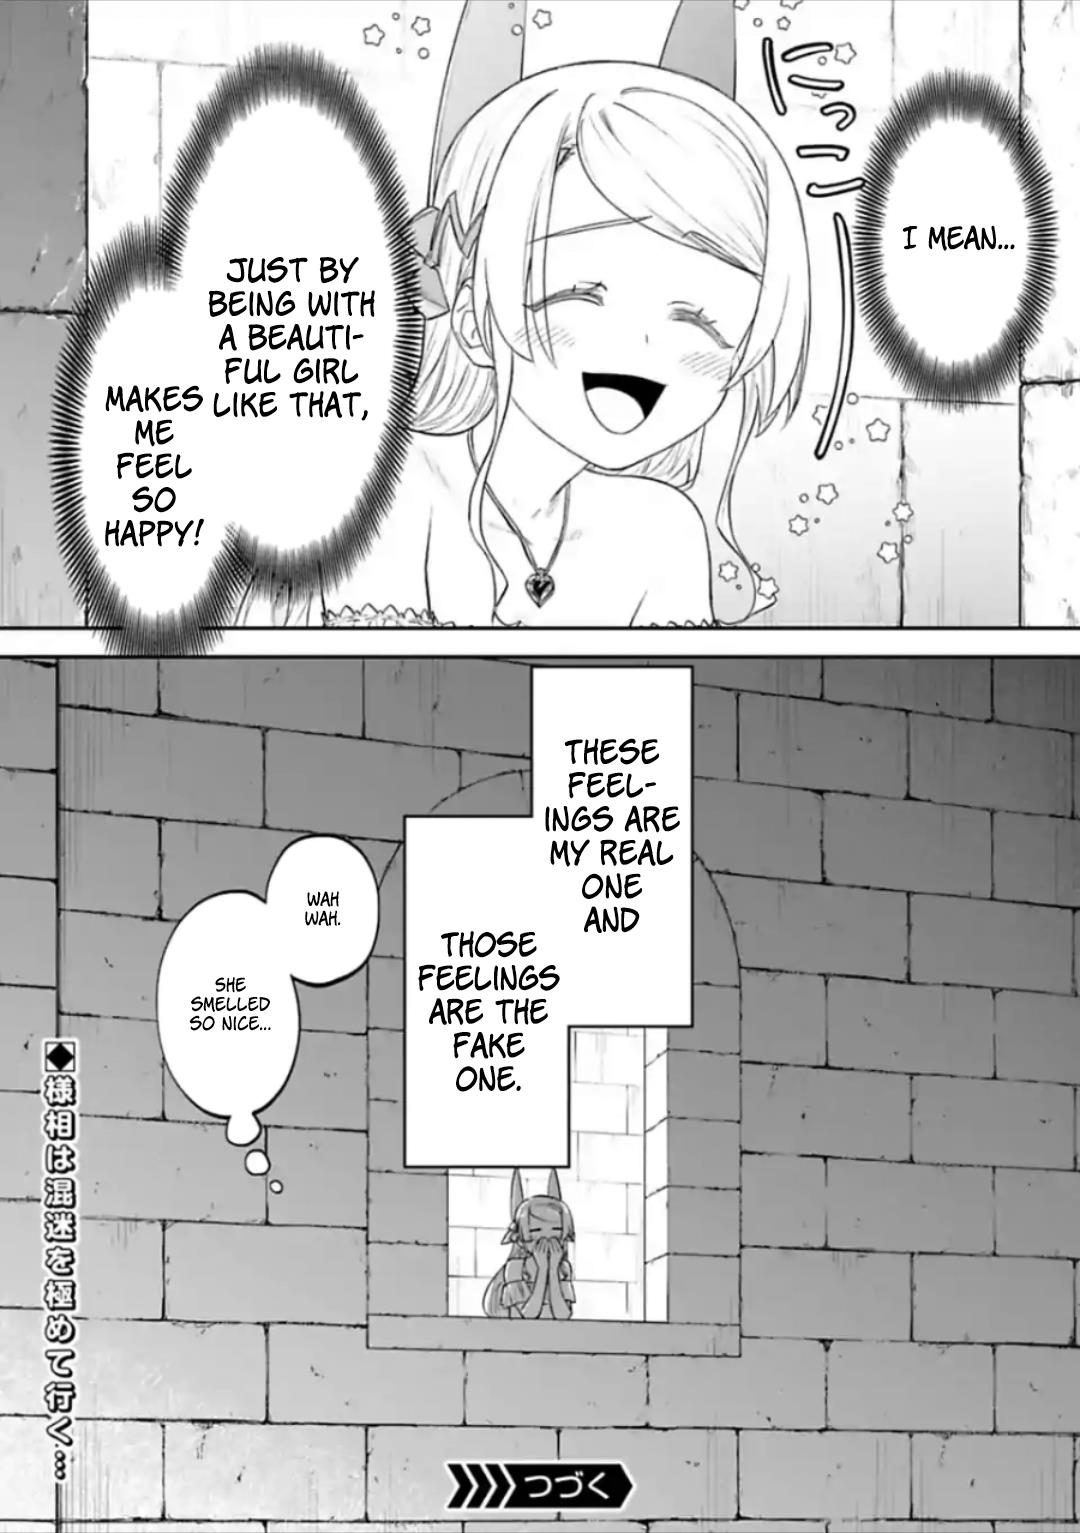 I MEAN...
にっこーっ
JUST BY
BEING WITH
A BEAUTI-
FUL GIRL
LIKE THAT,
MAKES
ME
FEEL
SO
HAPPY!
THESE
FEEL-
INGS ARE
MY REAL
ONE
AND
THOSE
FEELINGS
ARE THE
FAKE
ONE.
WAH
WAH.
SHE
SMELLED
SO NICE...
◆様相は混迷を極めて行く…
つづく